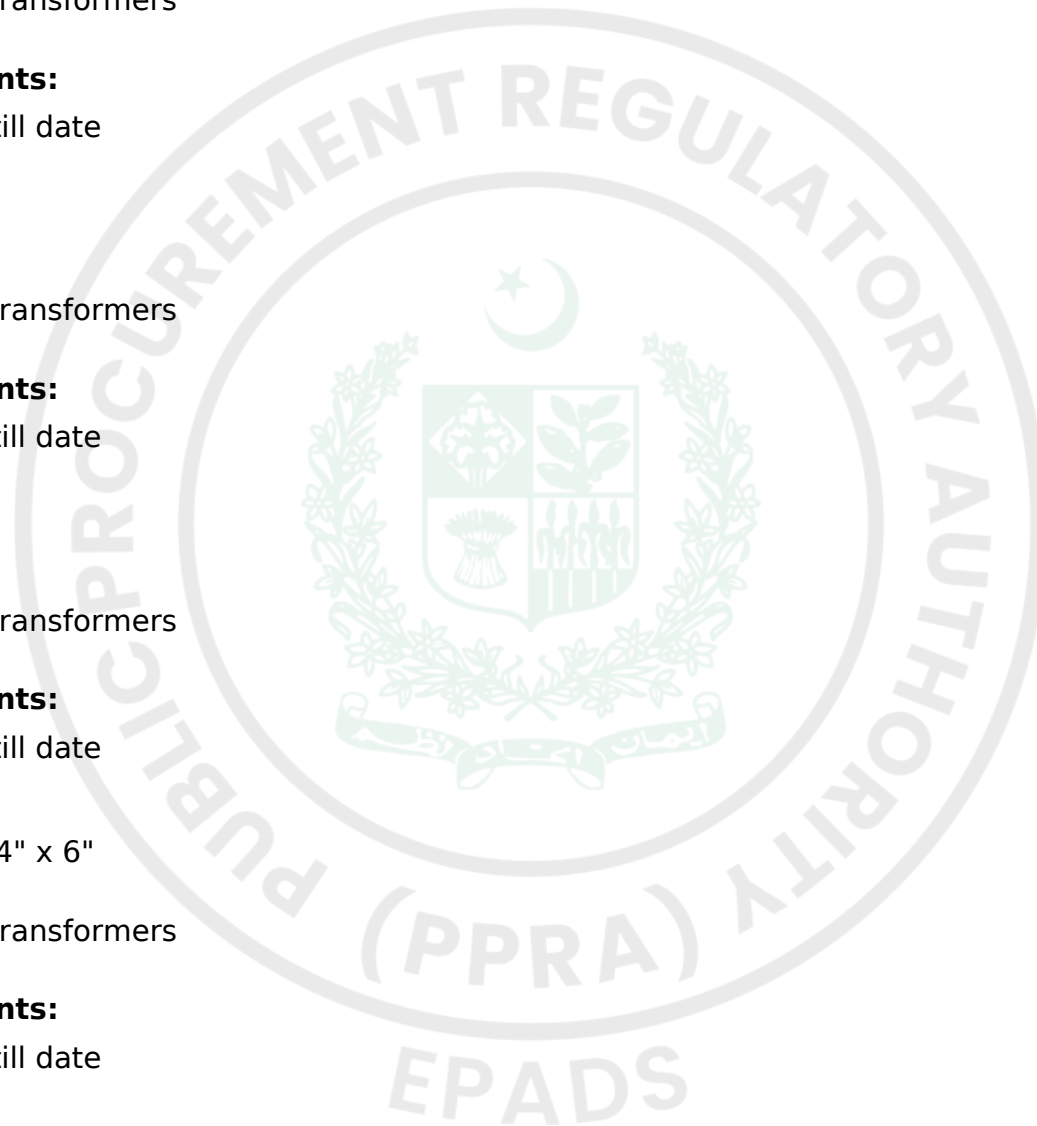 ransformers
nts:
till date
ransformers
nts:
till date
ransformers
nts:
till date
4" x 6"
ransformers
nts:
till date
PUBLIC PROCUREMENT REGULATORY AUTHORITY
(PPRA)
EPADS